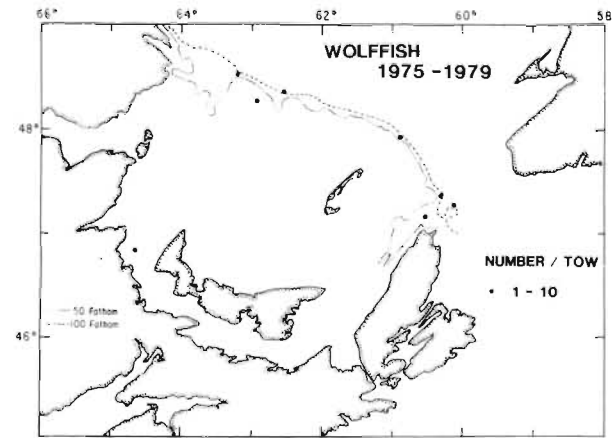 66° 64° 62° 60° 58
WOLFFISH
1975 - 1979
48°
NUMBER / TOW
• 1 - 10
50 Fathom
100 Fathom
46°